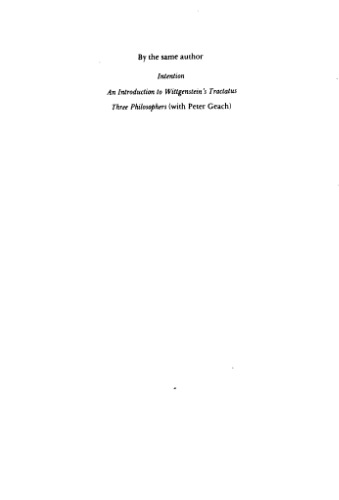 By the same author
Intention
An Introduction to Wittgenstein's Tractatus
Three Philosophers (with Peter Geach)